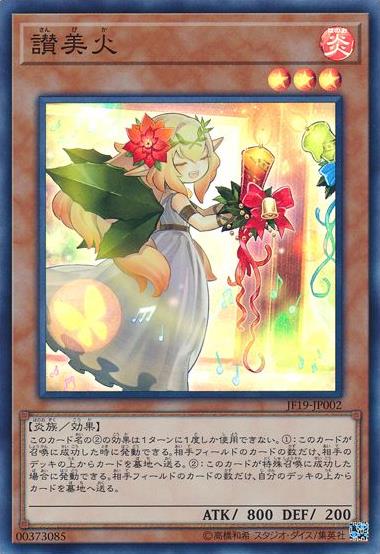 讃美火
炎
JF19-JP002
【炎族/効果】
このカード名の②の効果は1ターンに1度しか使用できない。①:このカードが
召喚に成功した時に発動できる。相手フィールドのカードの数だけ、相手の
デッキの上からカードを墓地へ送る。②:このカードが特殊召喚に成功した
場合に発動できる。相手フィールドのカードの数だけ、自分のデッキの上から
カードを墓地へ送る。
ATK/ 800 DEF/ 200
00373085
©高橋和希 スタジオ・ダイス/集英社